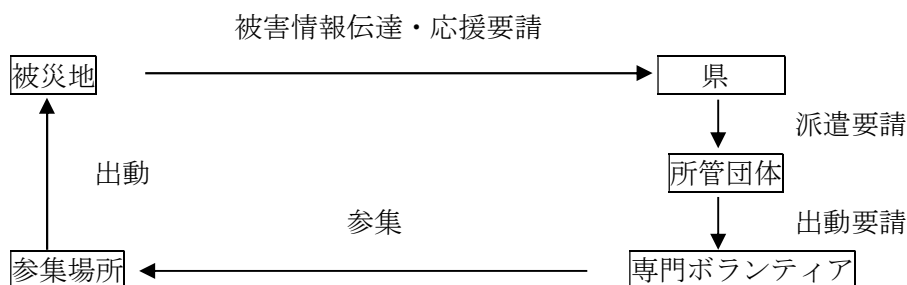 被害情報伝達・応援要請
被災地
県
派遣要請
所管団体
出動
参集
出動要請
参集場所
専門ボランティア